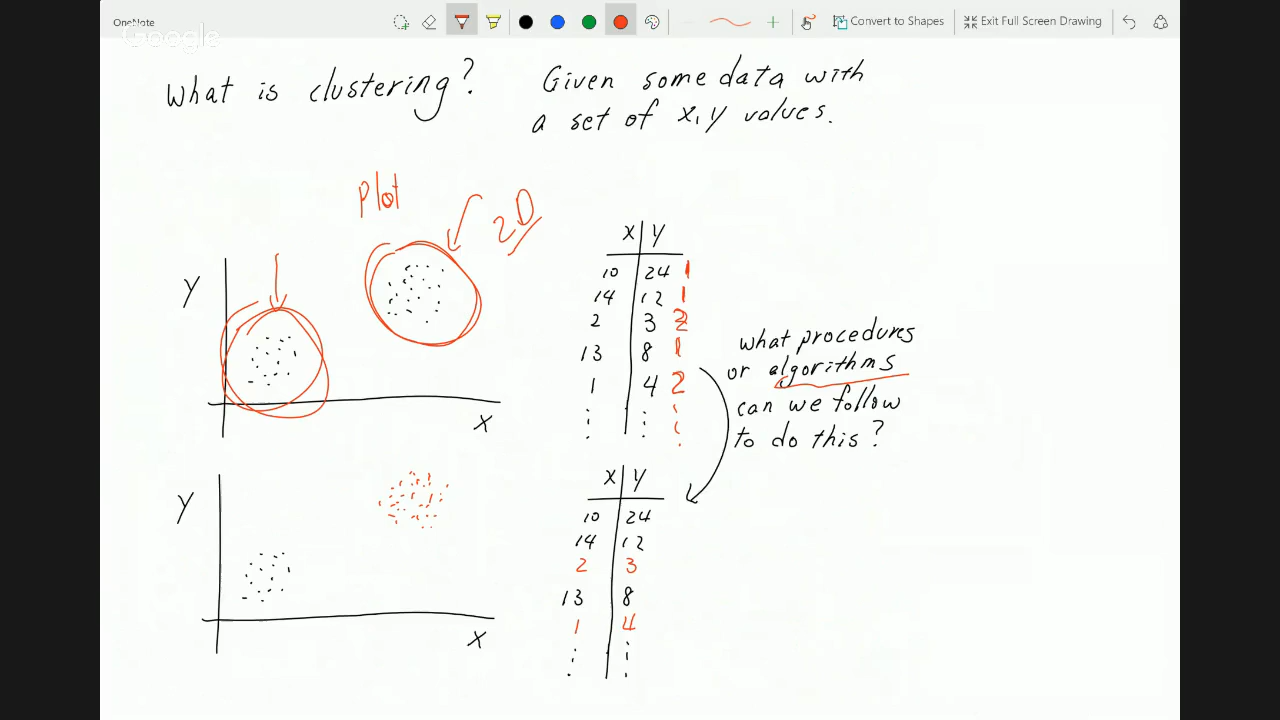 OneNote
Convert to Shapes
Exit Full Screen Drawing
Google
What is clustering?
Given some data with
a set of x, y values.
Plot
2D
Y
X
X Y
10 24 1
14 12 1
2 3 2
13 8 1
1 4 2
what procedures
or algorithms
can we follow
to do this?
Y
X
X Y
10 24
14 12
2 3
13 8
1 4